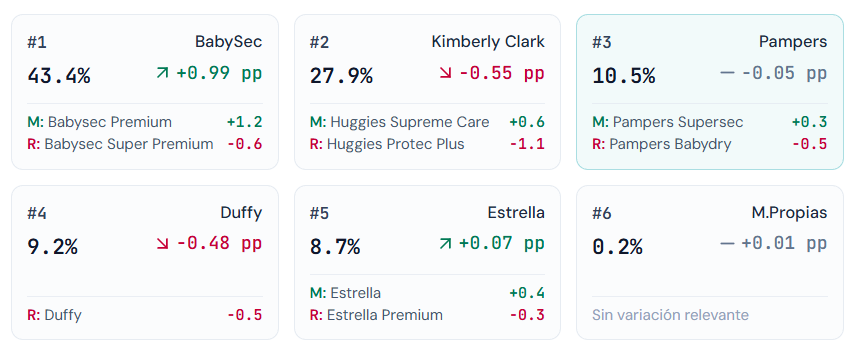 #1 BabySec
43.4% ↗ +0.99 pp
M: Babysec Premium +1.2
R: Babysec Super Premium -0.6
#2 Kimberly Clark
27.9% ↘ -0.55 pp
M: Huggies Supreme Care +0.6
R: Huggies Protec Plus -1.1
#3 Pampers
10.5% — -0.05 pp
M: Pampers Supersec +0.3
R: Pampers Babydry -0.5
#4 Duffy
9.2% ↘ -0.48 pp
R: Duffy -0.5
#5 Estrella
8.7% ↗ +0.07 pp
M: Estrella +0.4
R: Estrella Premium -0.3
#6 M.Propias
0.2% — +0.01 pp
Sin variación relevante